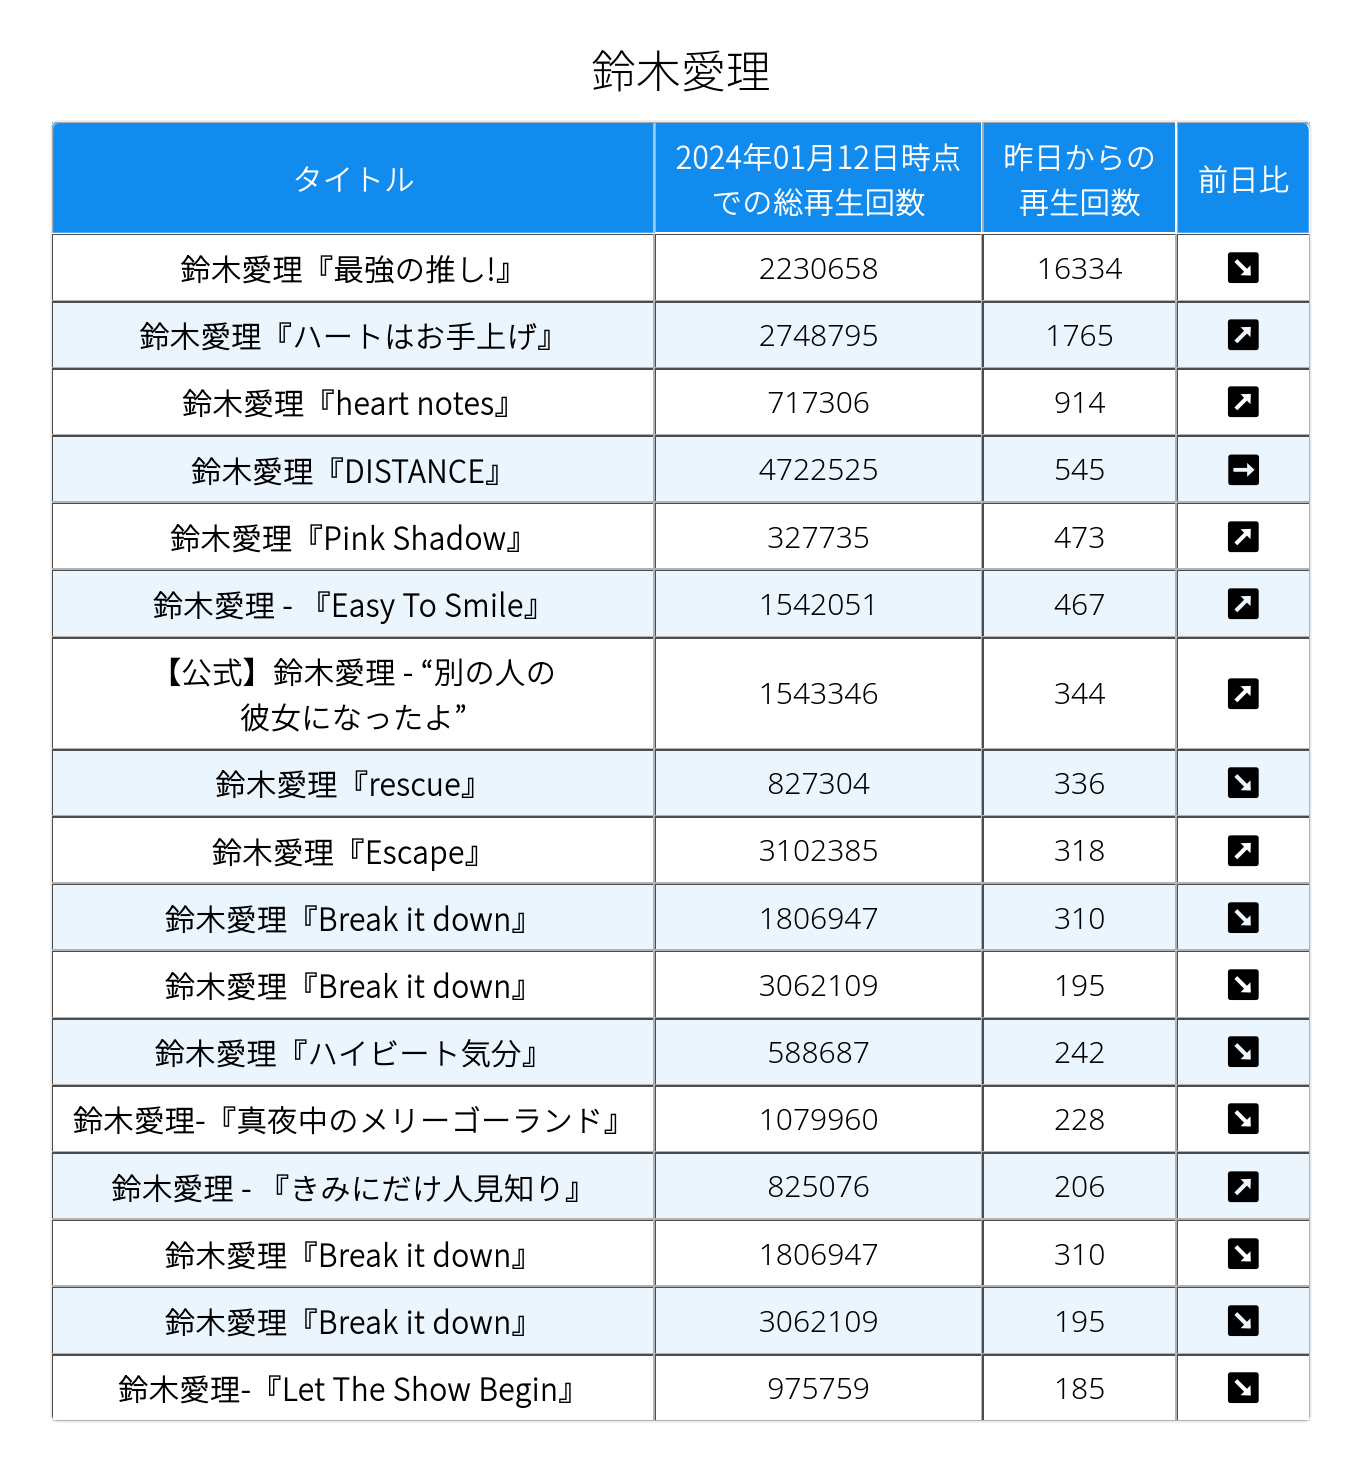 鈴木愛理
タイトル 2024年01月12日時点 昨日からの 前日比
での総再生回数 再生回数
鈴木愛理『最強の推し!』 2230658 16334 ↘
鈴木愛理『ハートはお手上げ』 2748795 1765 ↗
鈴木愛理『heart notes』 717306 914 ↗
鈴木愛理『DISTANCE』 4722525 545 →
鈴木愛理『Pink Shadow』 327735 473 ↗
鈴木愛理 - 『Easy To Smile』 1542051 467 ↗
【公式】鈴木愛理 - “別の人の
彼女になったよ” 1543346 344 ↗
鈴木愛理『rescue』 827304 336 ↘
鈴木愛理『Escape』 3102385 318 ↗
鈴木愛理『Break it down』 1806947 310 ↘
鈴木愛理『Break it down』 3062109 195 ↘
鈴木愛理『ハイビート気分』 588687 242 ↘
鈴木愛理-『真夜中のメリーゴーランド』 1079960 228 ↘
鈴木愛理 - 『きみにだけ人見知り』 825076 206 ↗
鈴木愛理『Break it down』 1806947 310 ↘
鈴木愛理『Break it down』 3062109 195 ↘
鈴木愛理-『Let The Show Begin』 975759 185 ↘